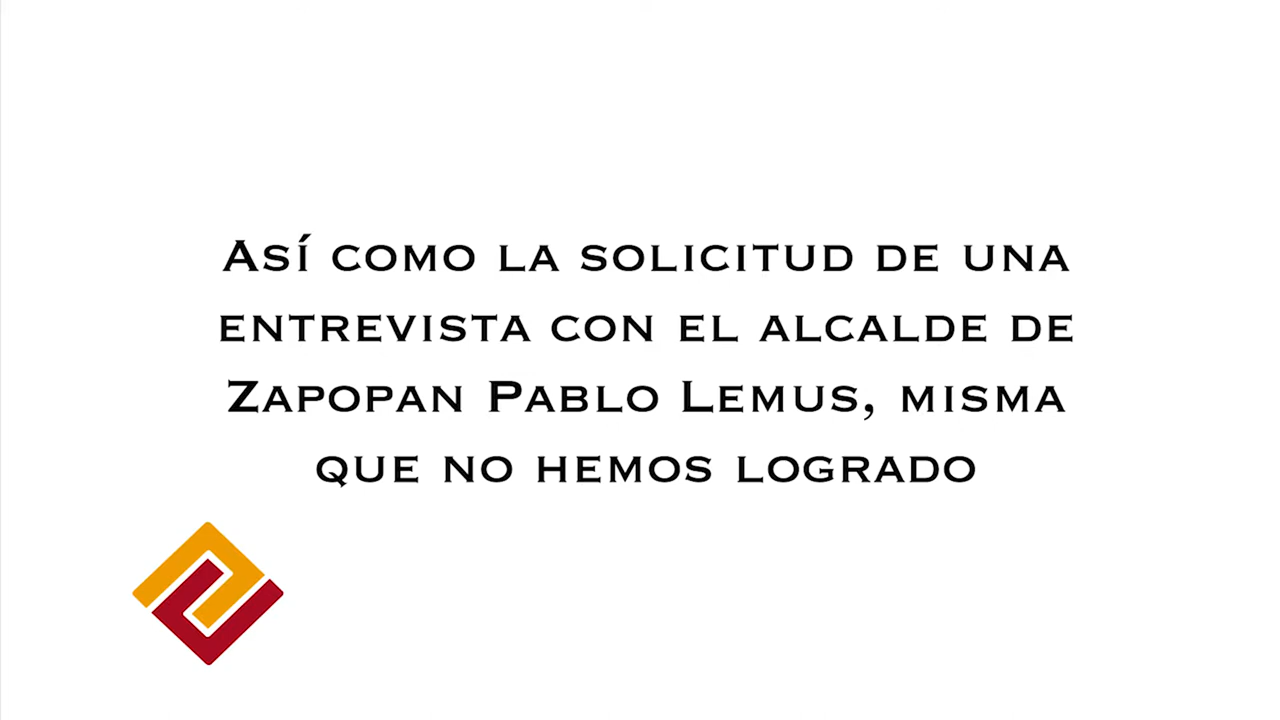 Así como la solicitud de una
entrevista con el alcalde de
Zapopan Pablo Lemus, misma
que no hemos logrado